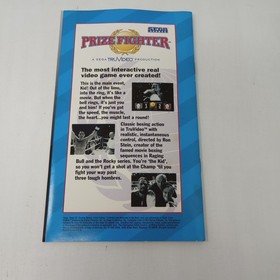 SEGA
PRIZE FIGHTER
A SEGA TRUVIDEO PRODUCTION
The most interactive real
video game ever created!
This is the main event,
Kid! Out of the limo,
into the ring, it's like a
movie. But when the
bell rings, it's just you
and him! If you've got
the speed, the muscle,
the heart...you might last a round!
Classic boxing action
in TruVideo™ with
realistic, instantaneous
control, directed by Ron
Stein, creator of the
famed movie boxing
sequences in Raging
Bull and the Rocky series. You're 'the Kid',
so you won't get a shot at the Champ 'til you
fight your way past
three tough hombres.